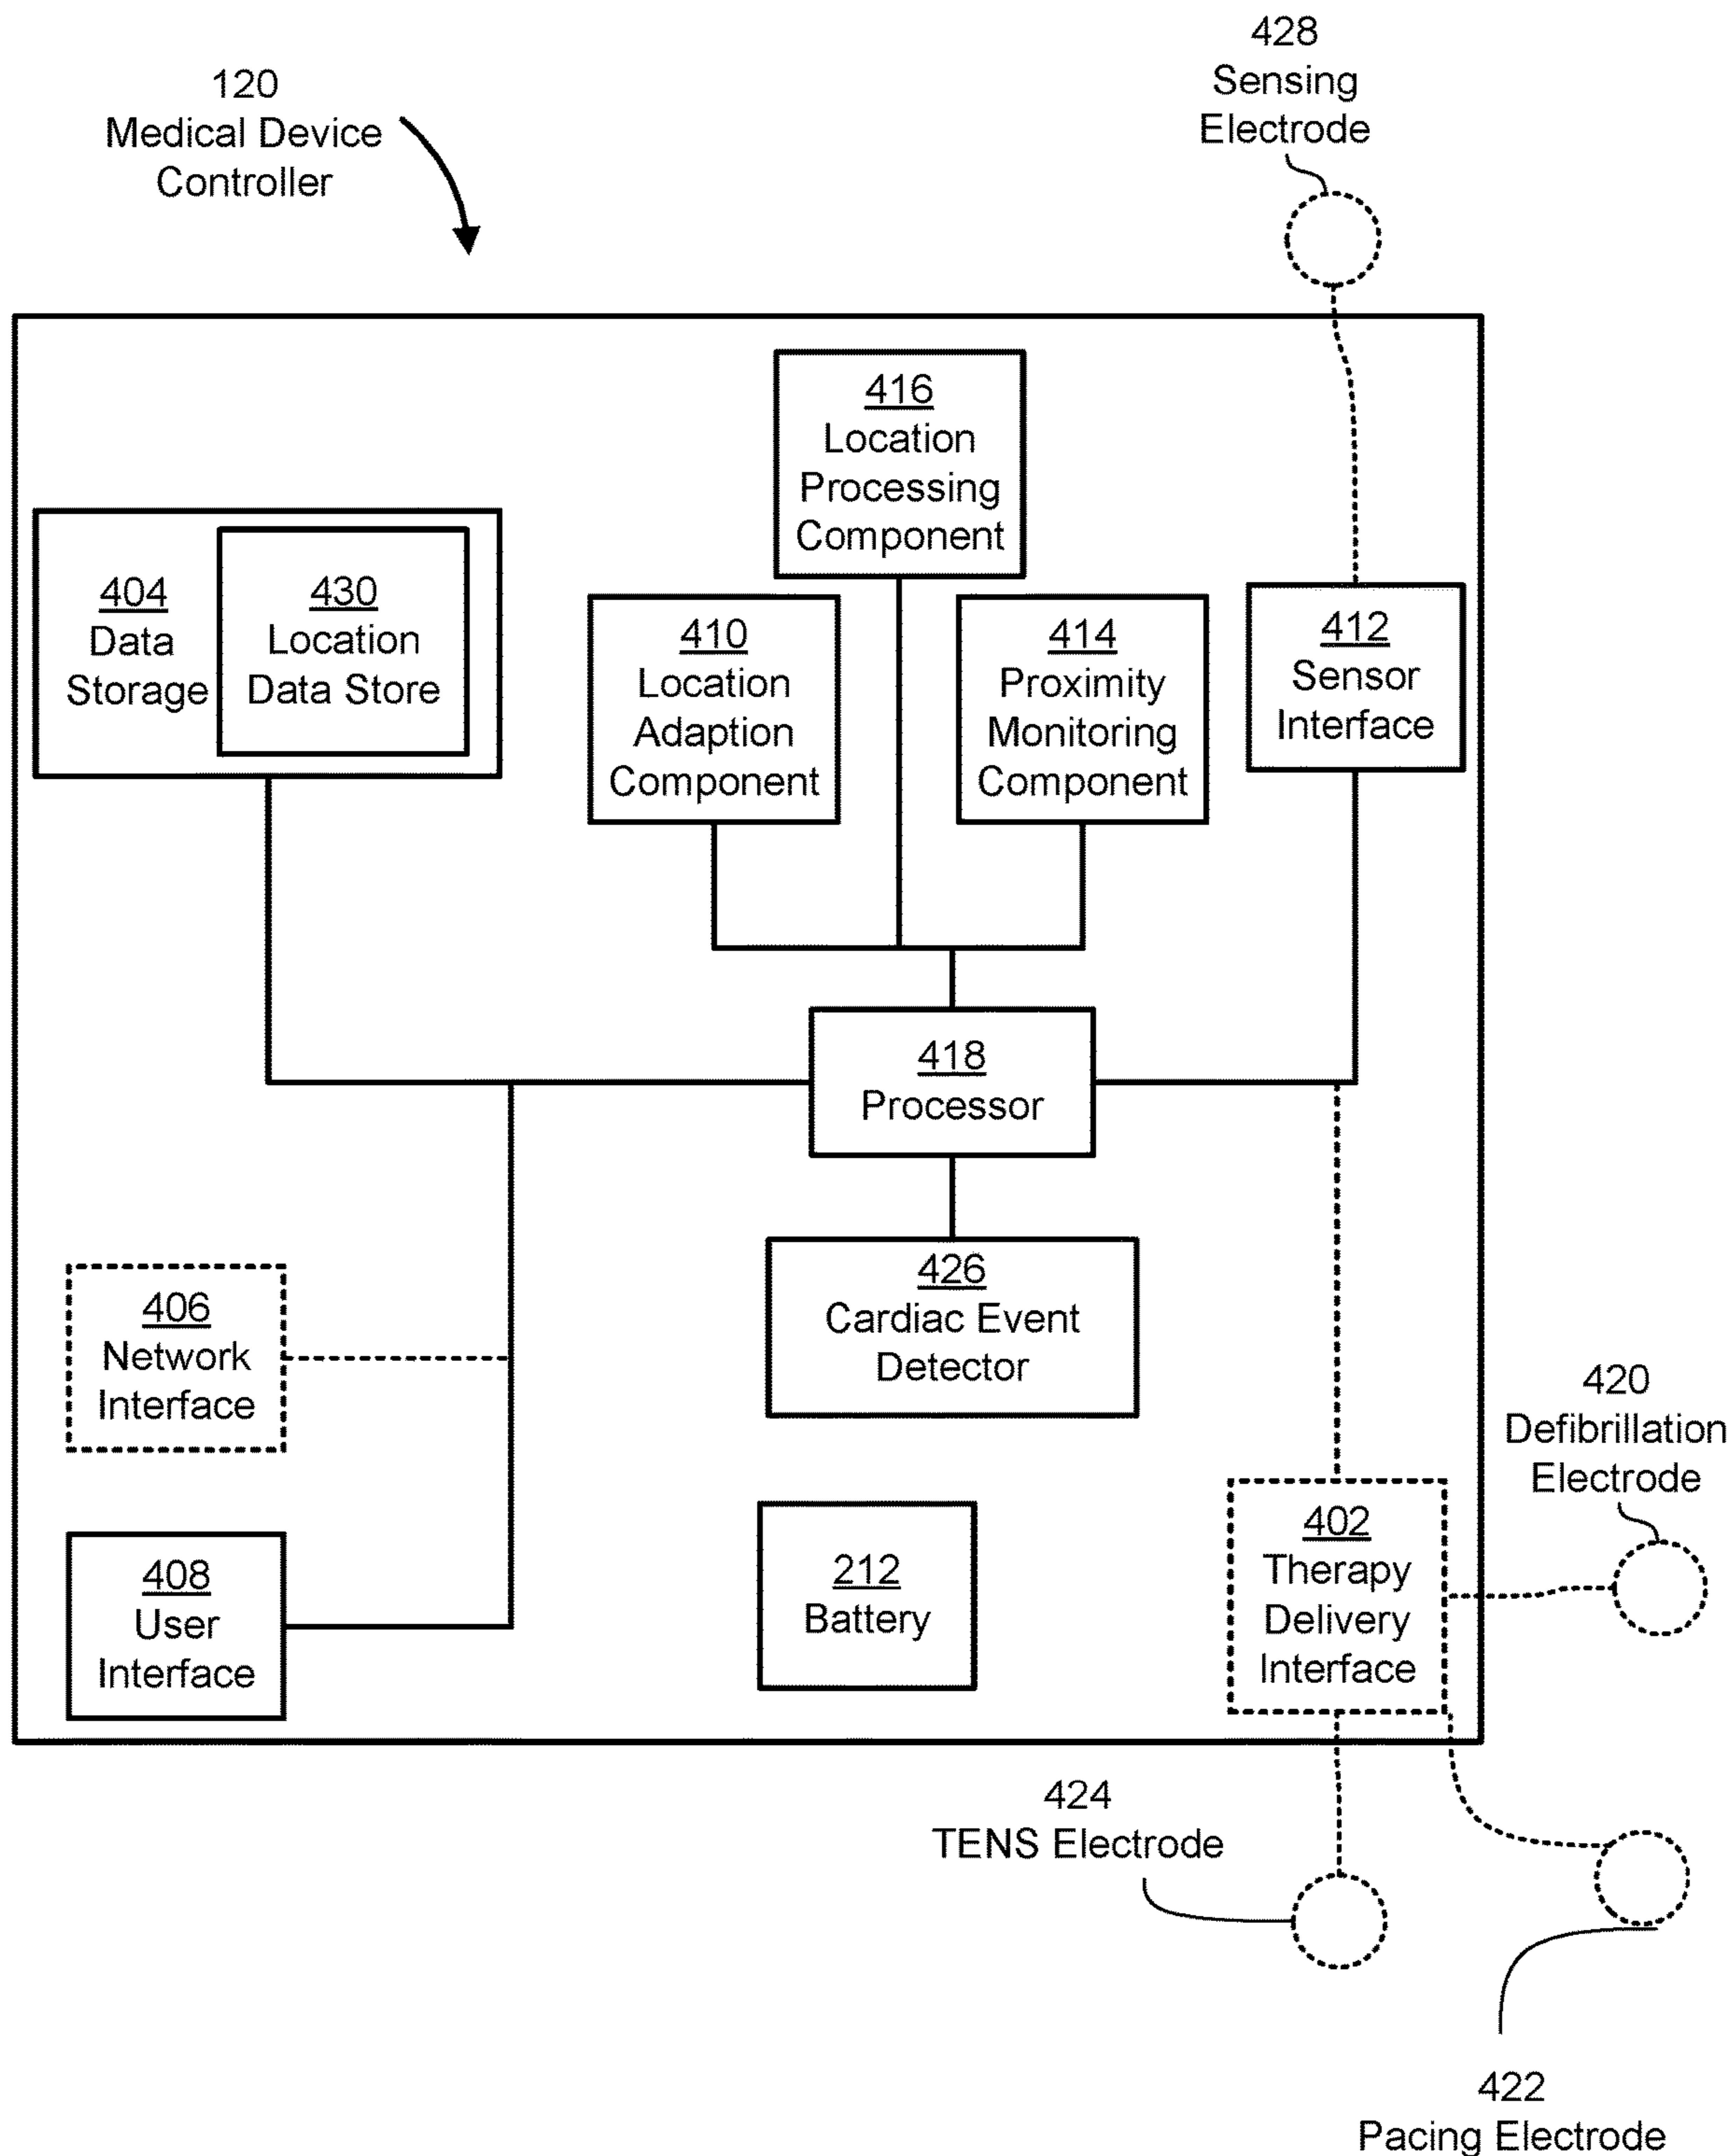 428
Sensing
Electrode
120
Medical Device
Controller
416
Location
Processing
Component
404
Data
Storage
430
Location
Data Store
410
Location
Adaption
Component
414
Proximity
Monitoring
Component
412
Sensor
Interface
418
Processor
406
Network
Interface
426
Cardiac Event
Detector
420
Defibrillation
Electrode
408
User
Interface
212
Battery
402
Therapy
Delivery
Interface
424
TENS Electrode
422
Pacing Electrode